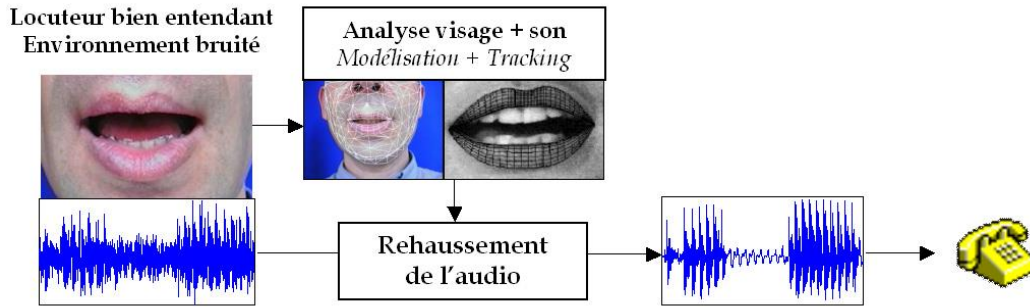 Locuteur bien entendant
Environnement bruité
Analyse visage + son
Modélisation + Tracking
Rehaussement
de l'audio